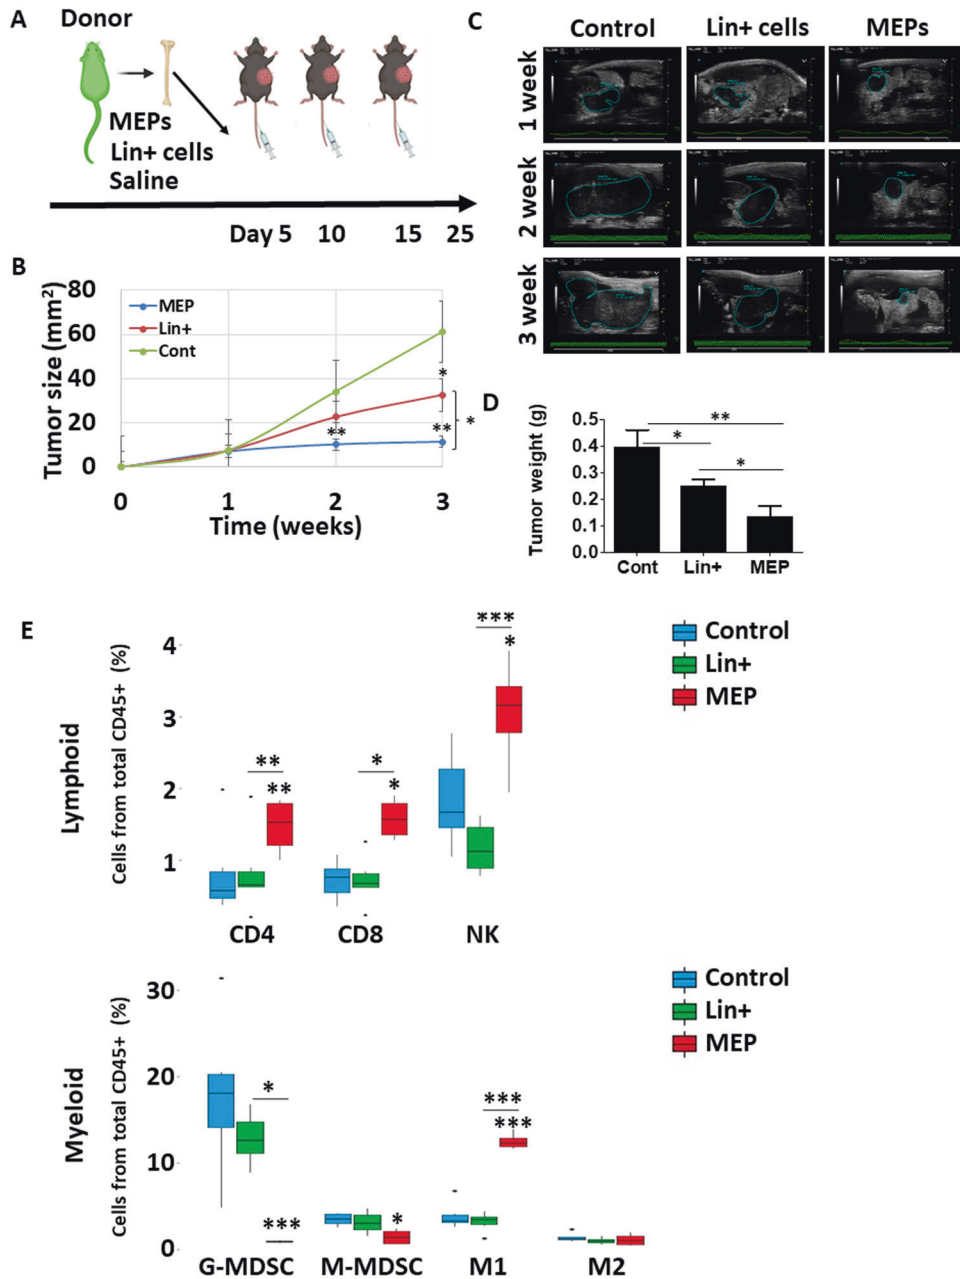 A
Donor
MEPs
Lin+ cells
Saline
Day 5 10 15 25
B
Tumor size (mm²)
80
60
40
20
0
MEP
Lin+
Cont
*
**
**
*
0 1 2 3
Time (weeks)
C
Control Lin+ cells MEPs
1 week
2 week
3 week
D
Tumor weight (g)
0.5
0.4
0.3
0.2
0.1
0.0
**
*
*
Cont Lin+ MEP
E
Lymphoid
Cells from total CD45+ (%)
4
3
2
1
**
**
*
*
***
*
CD4 CD8 NK
Control
Lin+
MEP
Myeloid
Cells from total CD45+ (%)
30
20
10
0
*
***
*
***
***
G-MDSC M-MDSC M1 M2
Control
Lin+
MEP